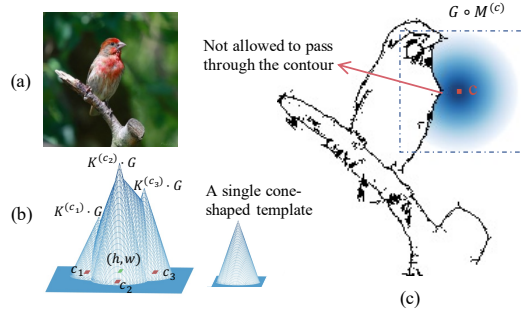 (a)
G ∘ M⁽ᶜ⁾
Not allowed to pass
through the contour
C
K⁽ᶜ²⁾ · G
K⁽ᶜ³⁾ · G
K⁽ᶜ¹⁾ · G
A single cone-
shaped template
(b)
(h, w)
c₁
c₂
c₃
(c)